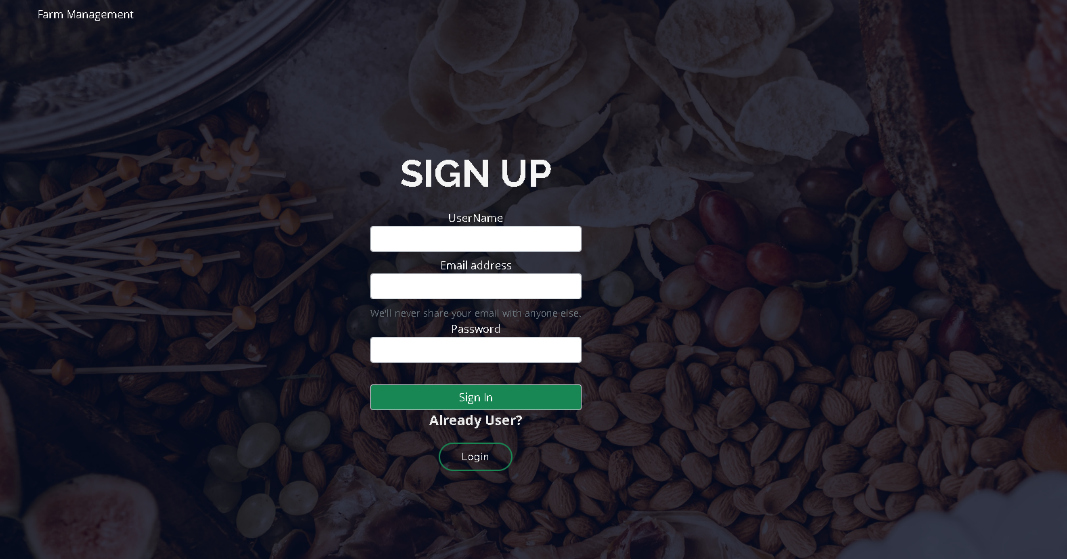 Farm Management
SIGN UP
UserName
Email address
We'll never share your email with anyone else.
Password
Sign In
Already User?
Login